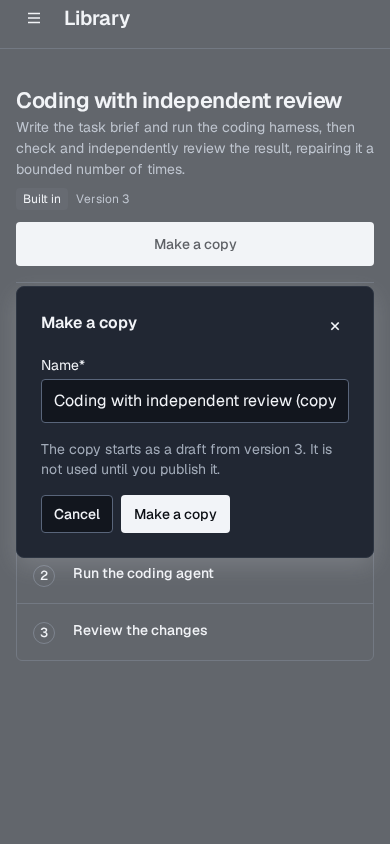 Library
Coding with independent review
Write the task brief and run the coding harness, then
check and independently review the result, repairing it a
bounded number of times.
Built in Version 3
Make a copy
Make a copy
×
Name*
Coding with independent review (copy
The copy starts as a draft from version 3. It is
not used until you publish it.
Cancel Make a copy
2 Run the coding agent
3 Review the changes